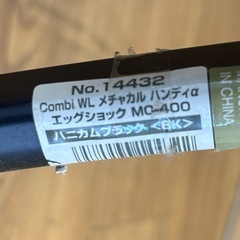 No.14432
Combi WL メチャカル ハンディα
エッグショック MC-400
ハニカムブラック <BK>
IN CHINA